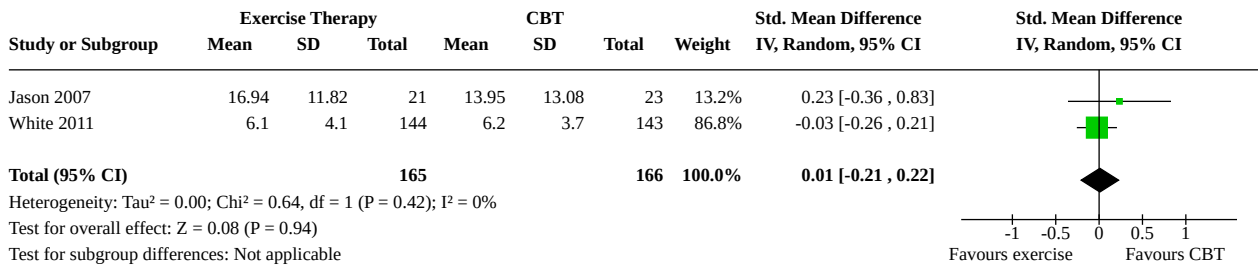 Exercise Therapy CBT Std. Mean Difference Std. Mean Difference
Study or Subgroup Mean SD Total Mean SD Total Weight IV, Random, 95% CI IV, Random, 95% CI
Jason 2007 16.94 11.82 21 13.95 13.08 23 13.2% 0.23 [-0.36 , 0.83]
White 2011 6.1 4.1 144 6.2 3.7 143 86.8% -0.03 [-0.26 , 0.21]
Total (95% CI) 165 166 100.0% 0.01 [-0.21 , 0.22]
Heterogeneity: Tau² = 0.00; Chi² = 0.64, df = 1 (P = 0.42); I² = 0%
Test for overall effect: Z = 0.08 (P = 0.94)
-1 -0.5 0 0.5 1
Test for subgroup differences: Not applicable
Favours exercise Favours CBT